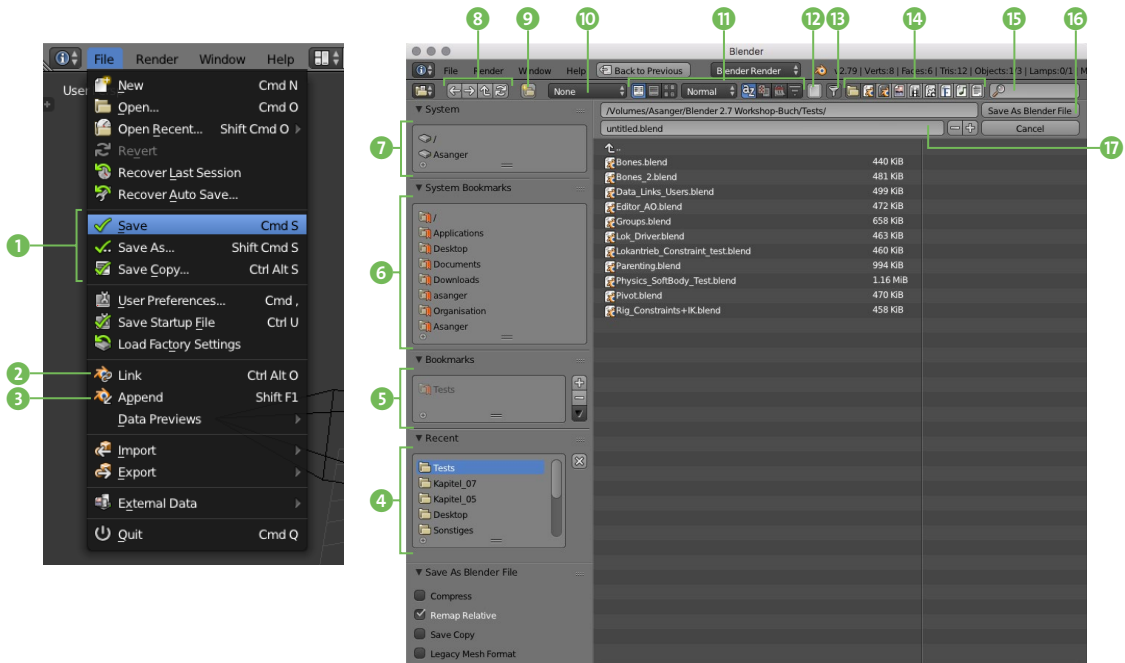 8 9 10 11 12 13 14 15 16
File Render Window Help
User
New Cmd N
Open... Cmd O
Open Recent... Shift Cmd O
Revert
Recover Last Session
Recover Auto Save...
1
Save Cmd S
Save As... Shift Cmd S
Save Copy... Ctrl Alt S
User Preferences... Cmd ,
Save Startup File Ctrl U
Load Factory Settings
2
Link Ctrl Alt O
3
Append Shift F1
Data Previews
Import
Export
External Data
Quit Cmd Q
Blender
File Render Window Help Back to Previous Blender Render v2.79 | Verts:8 | Faces:6 | Tris:12 | Objects:1/3 | Lamps:0/1 M
None Normal
7
System
/
Asanger
6
System Bookmarks
/
Applications
Desktop
Documents
Downloads
asanger
Organisation
Asanger
5
Bookmarks
Tests
4
Recent
Tests
Kapitel_07
Kapitel_05
Desktop
Sonstiges
Save As Blender File
Compress
Remap Relative
Save Copy
Legacy Mesh Format
/Volumes/Asanger/Blender 2.7 Workshop-Buch/Tests/ Save As Blender File
untitled.blend Cancel
17
..
Bones.blend 440 KiB
Bones_2.blend 481 KiB
Data_Links_Users.blend 499 KiB
Editor_AO.blend 472 KiB
Groups.blend 658 KiB
Lok_Driver.blend 463 KiB
Lokantrieb_Constraint_test.blend 460 KiB
Parenting.blend 994 KiB
Physics_SoftBody_Test.blend 1.16 MiB
Pivot.blend 470 KiB
Rig_Constraints+IK.blend 458 KiB